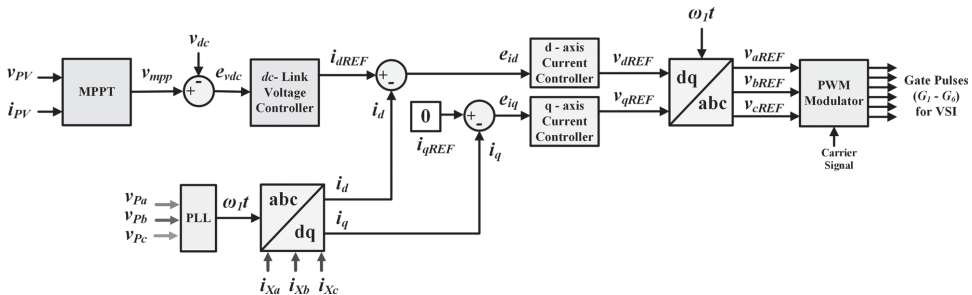 v_PV
i_PV
MPPT
v_mpp
v_dc
-
e_vdc
dc- Link
Voltage
Controller
i_dREF
+
-
i_d
e_id
d - axis
Current
Controller
v_dREF
0
i_qREF
+
-
i_q
e_iq
q - axis
Current
Controller
v_qREF
ω_1t
dq
abc
v_aREF
v_bREF
v_cREF
PWM
Modulator
Carrier
Signal
Gate Pulses
(G_1 - G_6)
for VSI
v_Pa
v_Pb
v_Pc
PLL
ω_1t
abc
dq
i_d
i_q
i_Xa
i_Xb
i_Xc